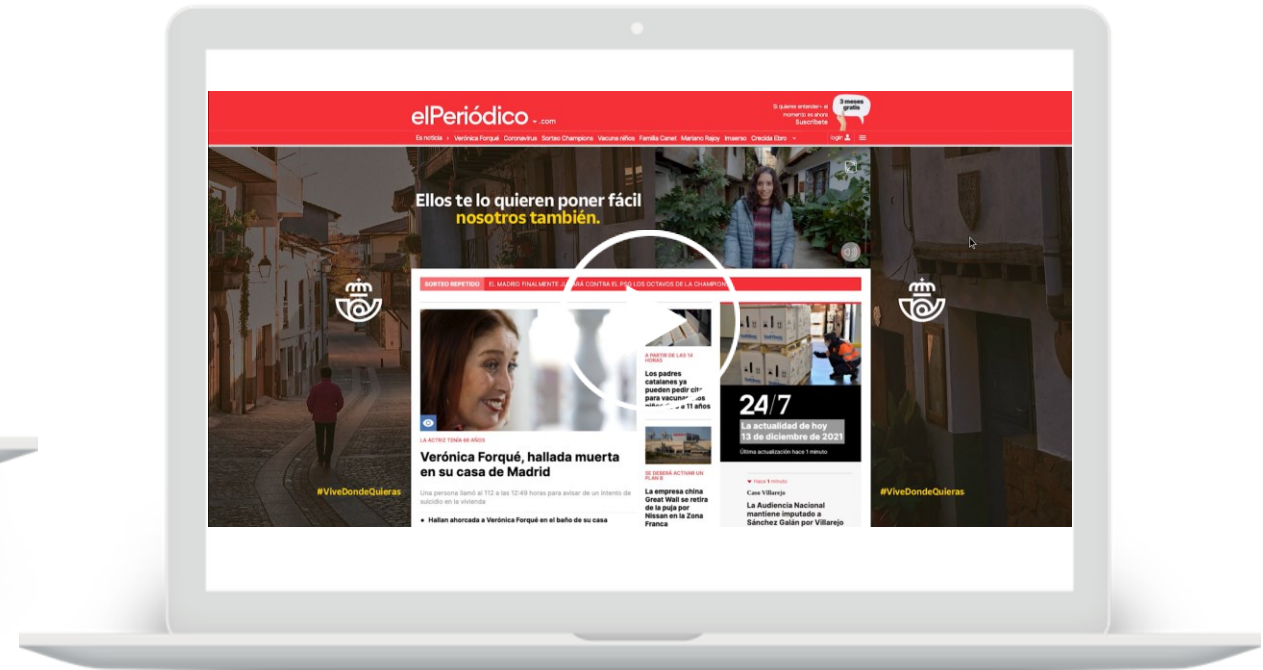 elPeriódico .com
Si quieres entender+ el
momento es ahora
Suscríbete
3 meses
gratis
Es noticia > Verónica Forqué Coronavirus Sorteo Champions Vacuna niños Familia Canet Mariano Rajoy Imserso Crecida Ebro
login
Ellos te lo quieren poner fácil
nosotros también.
SORTEO REPETIDO EL MADRID FINALMENTE CONTRA EL PSG LOS OCTAVOS DE LA
LA ACTRIZ TENÍA 66 AÑOS
Verónica Forqué, hallada muerta
en su casa de Madrid
Una persona llamó al 112 a las 12:49 horas para avisar de un intento de
suicidio en la vivienda
• Hallan ahorcada a Verónica Forqué en el baño de su casa
A PARTIR DE LAS 14
HORAS
Los padres
catalanes ya
pueden pedir
para
a 11 años
SE DEBERÁ ACTIVAR UN
PLAN B
La empresa china
Great Wall se retira
de la puja por
Nissan en la Zona
Franca
24/7
La actualidad de hoy
13 de diciembre de 2021
Última actualización hace 1 minuto
Hace 1 minuto
Caso Villarejo
La Audiencia Nacional
mantiene imputado a
Sánchez Galán por Villarejo
#ViveDondeQuieras
#ViveDondeQuieras